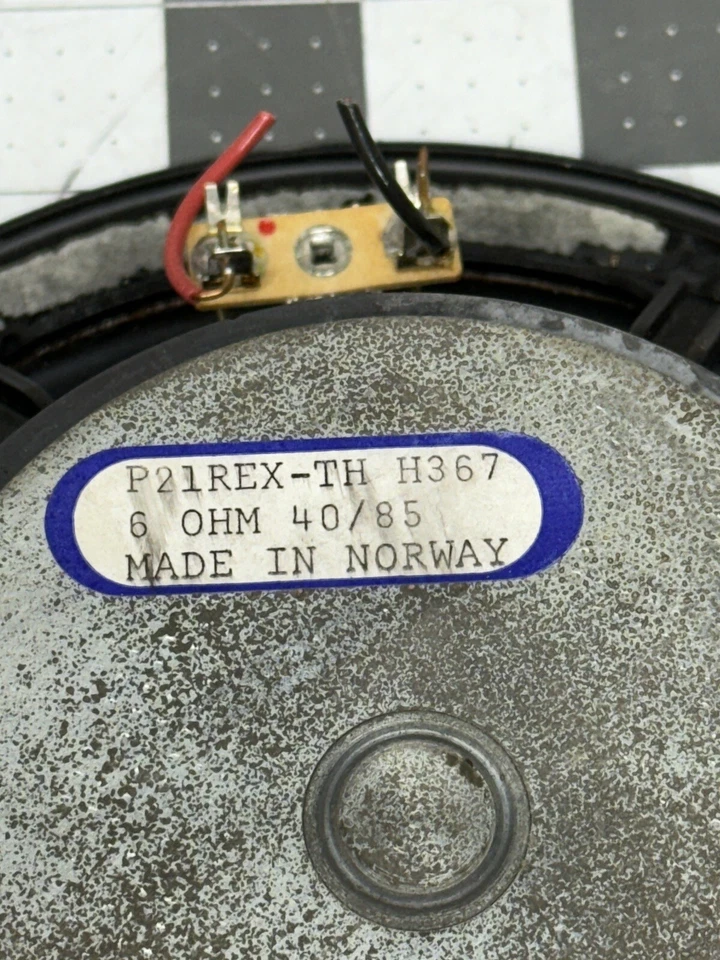 P21REX-TH H367
6 OHM 40/85
MADE IN NORWAY